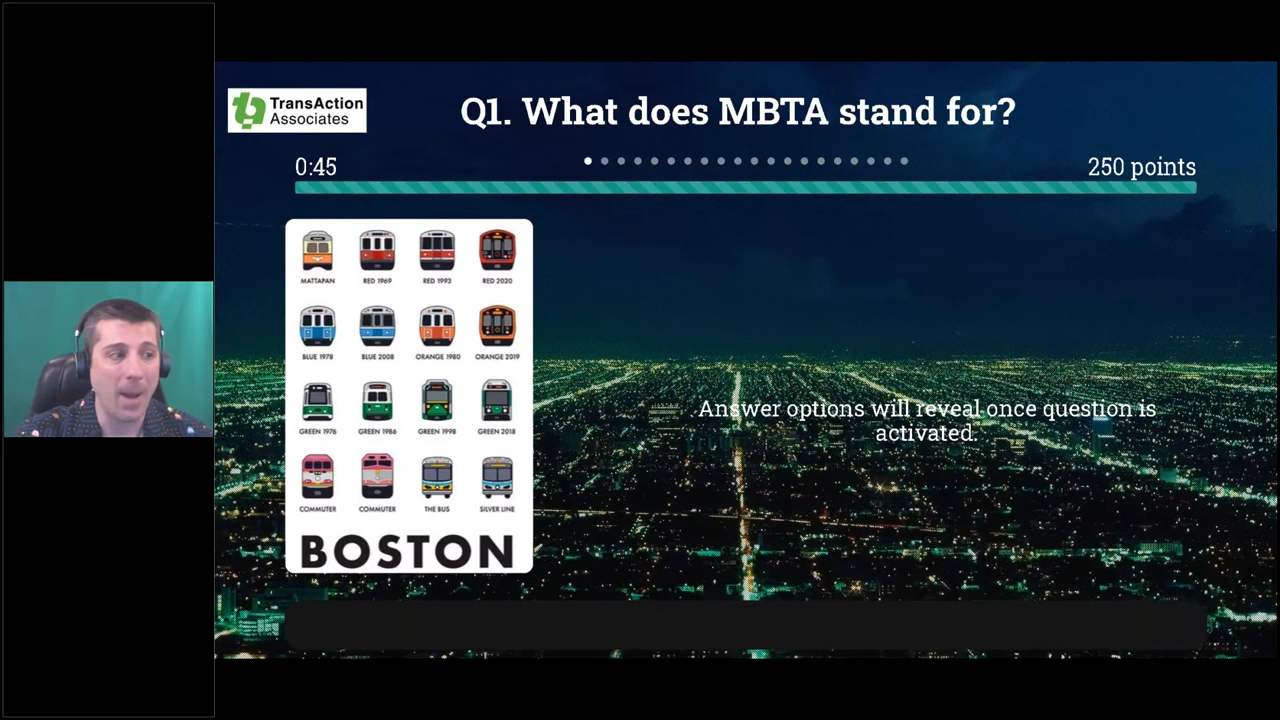 TransAction
Associates
Q1. What does MBTA stand for?
0:45
250 points
MATTAPAN RED 1969 RED 1993 RED 2020
BLUE 1978 BLUE 2008 ORANGE 1980 ORANGE 2019
GREEN 1976 GREEN 1986 GREEN 1998 GREEN 2018
COMMUTER COMMUTER THE BUS SILVER LINE
BOSTON
Answer options will reveal once question is
activated.